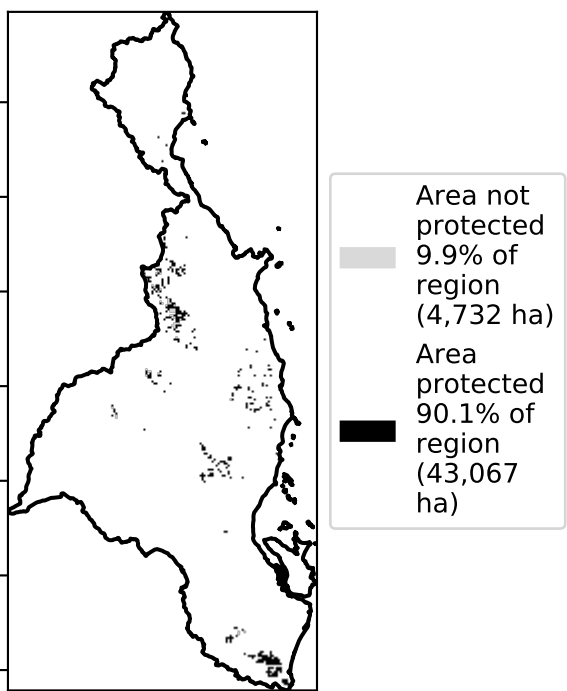 Area not
protected
9.9% of
region
(4,732 ha)
Area
protected
90.1% of
region
(43,067
ha)